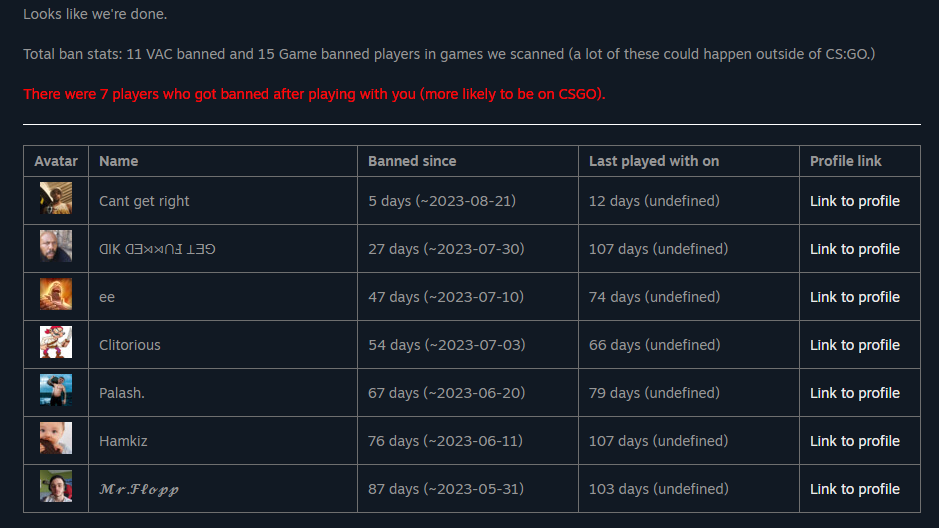 Looks like we're done.
Total ban stats: 11 VAC banned and 15 Game banned players in games we scanned (a lot of these could happen outside of CS:GO.)
There were 7 players who got banned after playing with you (more likely to be on CSGO).
Avatar Name Banned since Last played with on Profile link
Cant get right 5 days (~2023-08-21) 12 days (undefined) Link to profile
ᗡIK ᗡƎ⋊⋊ՈℲ ⊥Ǝפ 27 days (~2023-07-30) 107 days (undefined) Link to profile
ee 47 days (~2023-07-10) 74 days (undefined) Link to profile
Clitorious 54 days (~2023-07-03) 66 days (undefined) Link to profile
Palash. 67 days (~2023-06-20) 79 days (undefined) Link to profile
Hamkiz 76 days (~2023-06-11) 107 days (undefined) Link to profile
𝓜𝓻.𝓕𝓵𝓸𝓹𝓹 87 days (~2023-05-31) 103 days (undefined) Link to profile